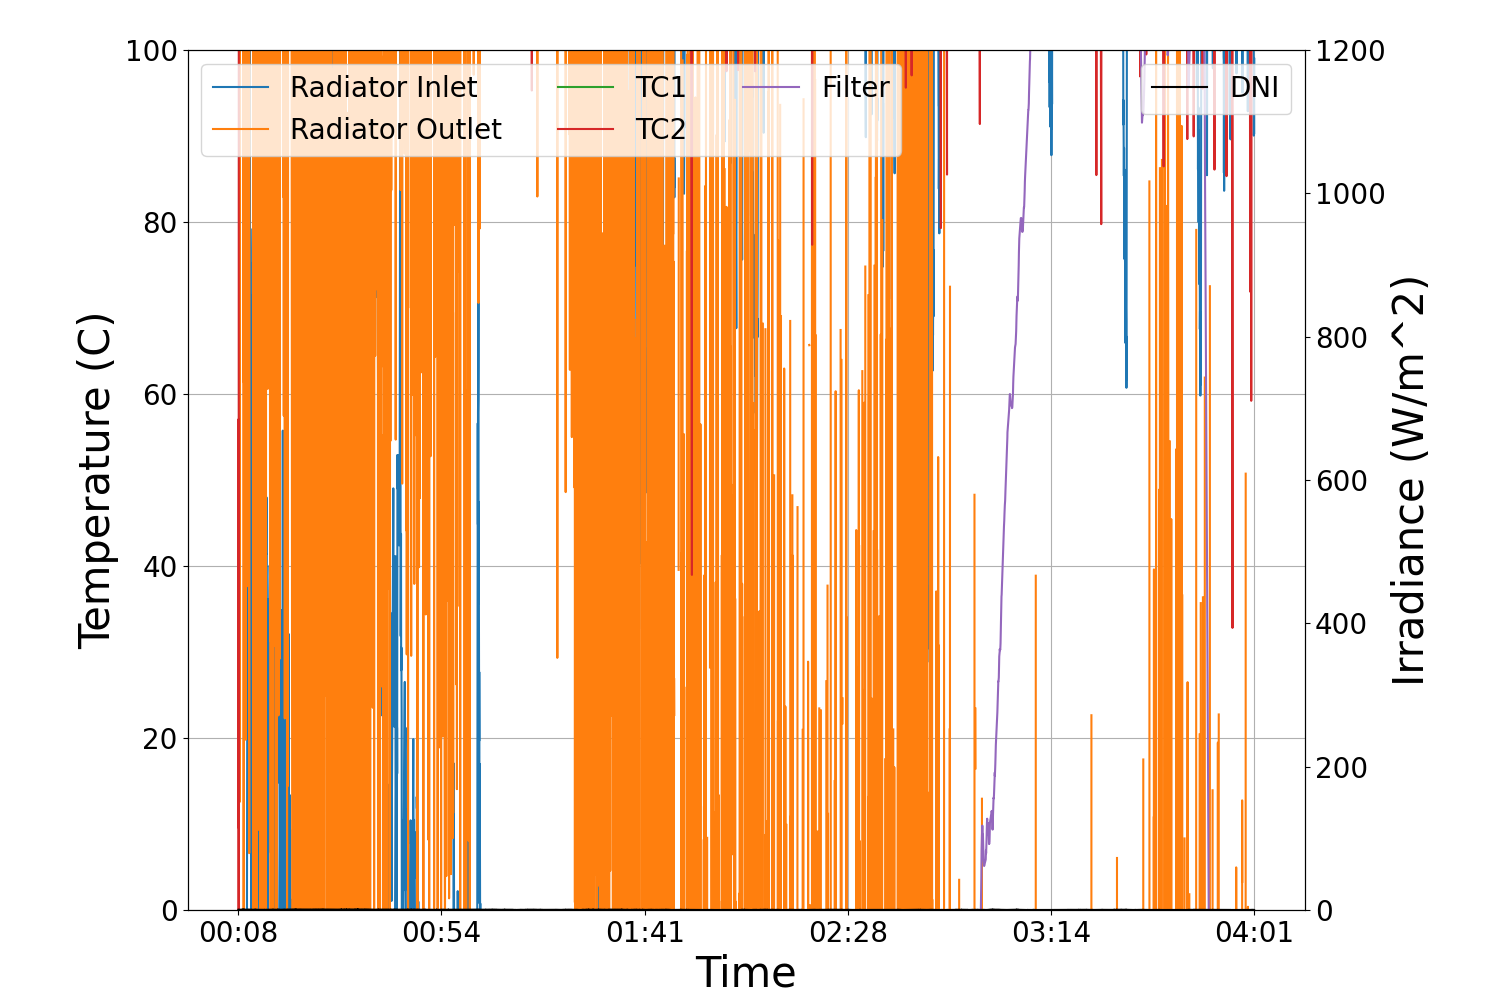 100
80
60
40
20
0
Temperature (C)
Radiator Inlet
Radiator Outlet
TC1
TC2
Filter
DNI
1200
1000
800
600
400
200
0
Irradiance (W/m^2)
00:08
00:54
01:41
02:28
03:14
04:01
Time